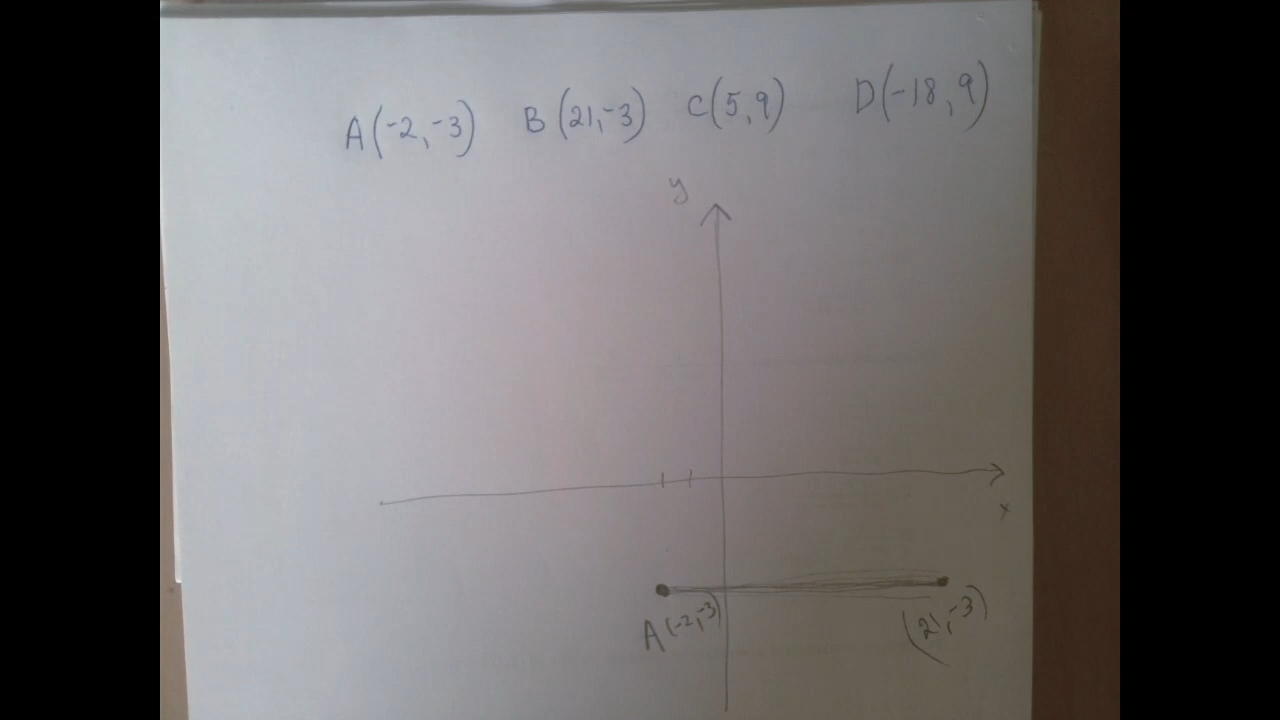 A(-2,-3) B(21,-3) C(5,9) D(-18,9)
y
x
A(-2,-3)
(21,-3)